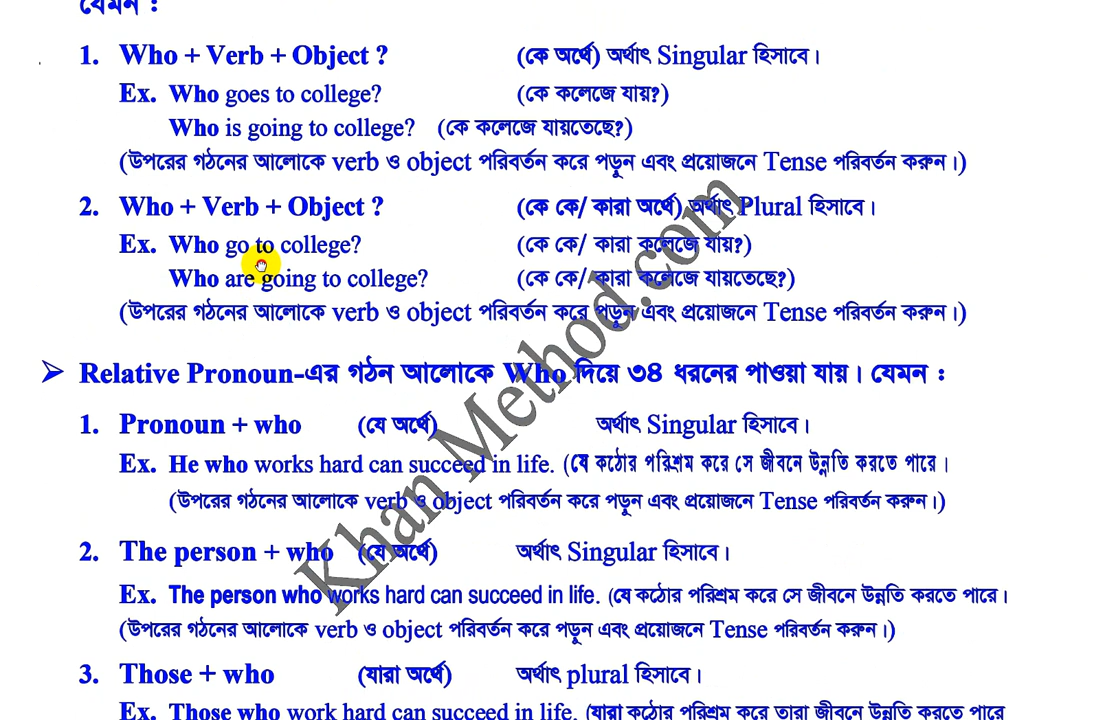 যেমন :
1. Who + Verb + Object ? (কে অর্থে) অর্থাৎ Singular হিসাবে।
Ex. Who goes to college? (কে কলেজে যায়?)
Who is going to college? (কে কলেজে যায়তেছে?)
(উপরের গঠনের আলোকে verb ও object পরিবর্তন করে পড়ুন এবং প্রয়োজনে Tense পরিবর্তন করুন।)
2. Who + Verb + Object ? (কে কে/ কারা অর্থে) অর্থাৎ Plural হিসাবে।
Ex. Who go to college? (কে কে/ কারা কলেজে যায়?)
Who are going to college? (কে কে/ কারা কলেজে যায়তেছে?)
(উপরের গঠনের আলোকে verb ও object পরিবর্তন করে পড়ুন এবং প্রয়োজনে Tense পরিবর্তন করুন।)
➢ Relative Pronoun-এর গঠন আলোকে Who দিয়ে ৩৪ ধরনের পাওয়া যায়। যেমন :
1. Pronoun + who (যে অর্থে) অর্থাৎ Singular হিসাবে।
Ex. He who works hard can succeed in life. (যে কঠোর পরিশ্রম করে সে জীবনে উন্নতি করতে পারে।
(উপরের গঠনের আলোকে verb ও object পরিবর্তন করে পড়ুন এবং প্রয়োজনে Tense পরিবর্তন করুন।)
2. The person + who (যে অর্থে) অর্থাৎ Singular হিসাবে।
Ex. The person who works hard can succeed in life. (যে কঠোর পরিশ্রম করে সে জীবনে উন্নতি করতে পারে।
(উপরের গঠনের আলোকে verb ও object পরিবর্তন করে পড়ুন এবং প্রয়োজনে Tense পরিবর্তন করুন।)
3. Those + who (যারা অর্থে) অর্থাৎ plural হিসাবে।
Ex. Those who work hard can succeed in life. (যারা কঠোর পরিশ্রম করে তারা জীবনে উন্নতি করতে পারে
Khan Method.com